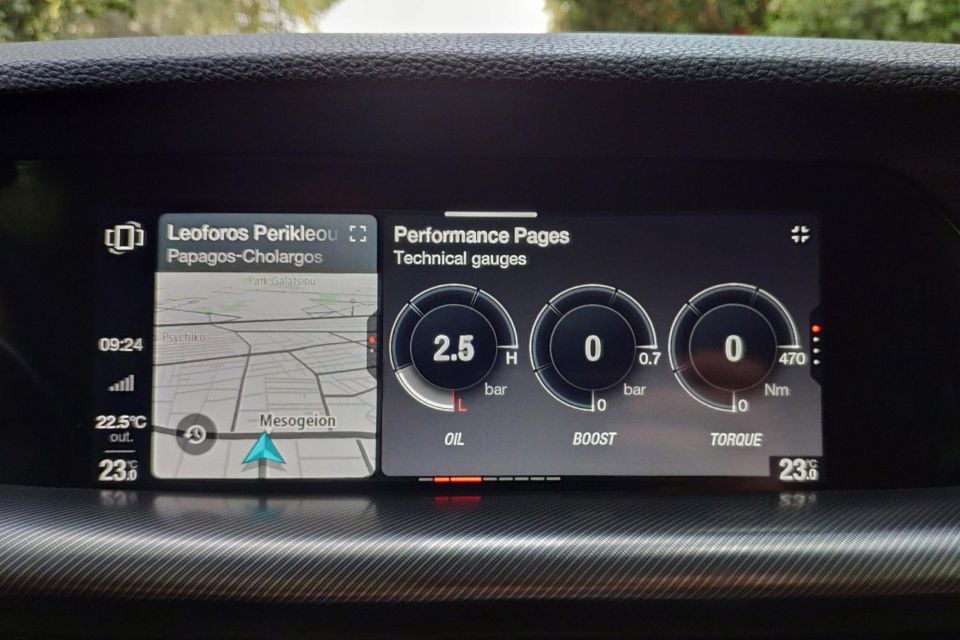 Leoforos Perikleou
Papagos-Cholargos
Park Galatsiou
Psychiko
Mesogeion
09:24
22.5°C
out.
23.0°C
Performance Pages
Technical gauges
2.5
H
L
bar
OIL
0
0.7
0
bar
BOOST
0
470
0
Nm
TORQUE
23.0°C